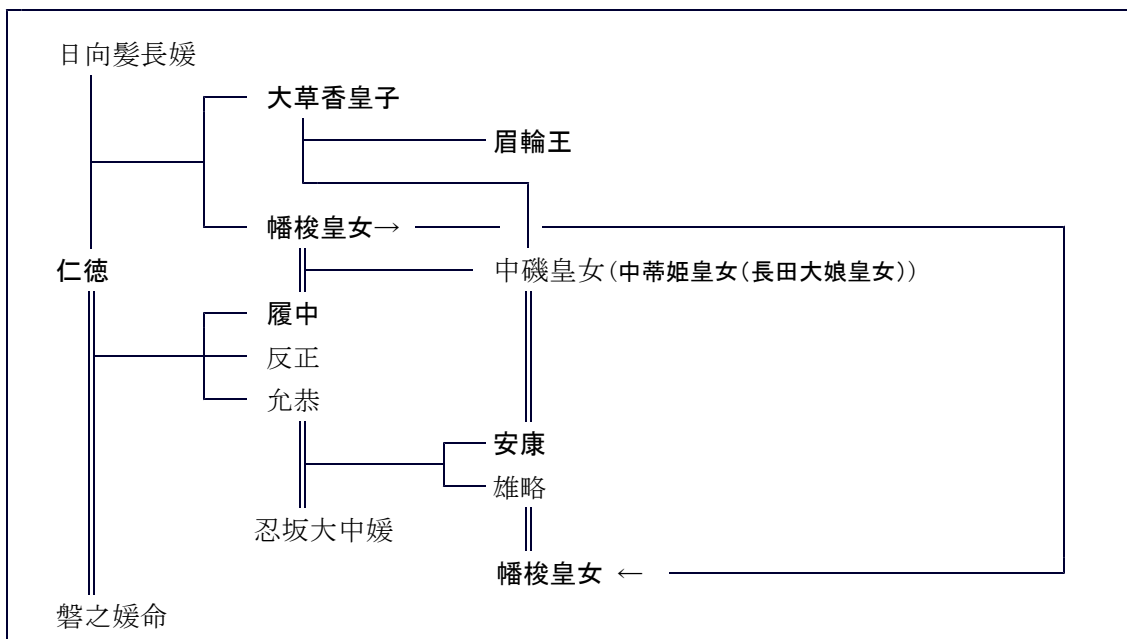 日向髪長媛
大草香皇子
眉輪王
幡梭皇女→
仁徳
中磯皇女(中蒂姫皇女(長田大娘皇女))
履中
反正
允恭
安康
雄略
忍坂大中媛
幡梭皇女 ←
磐之媛命